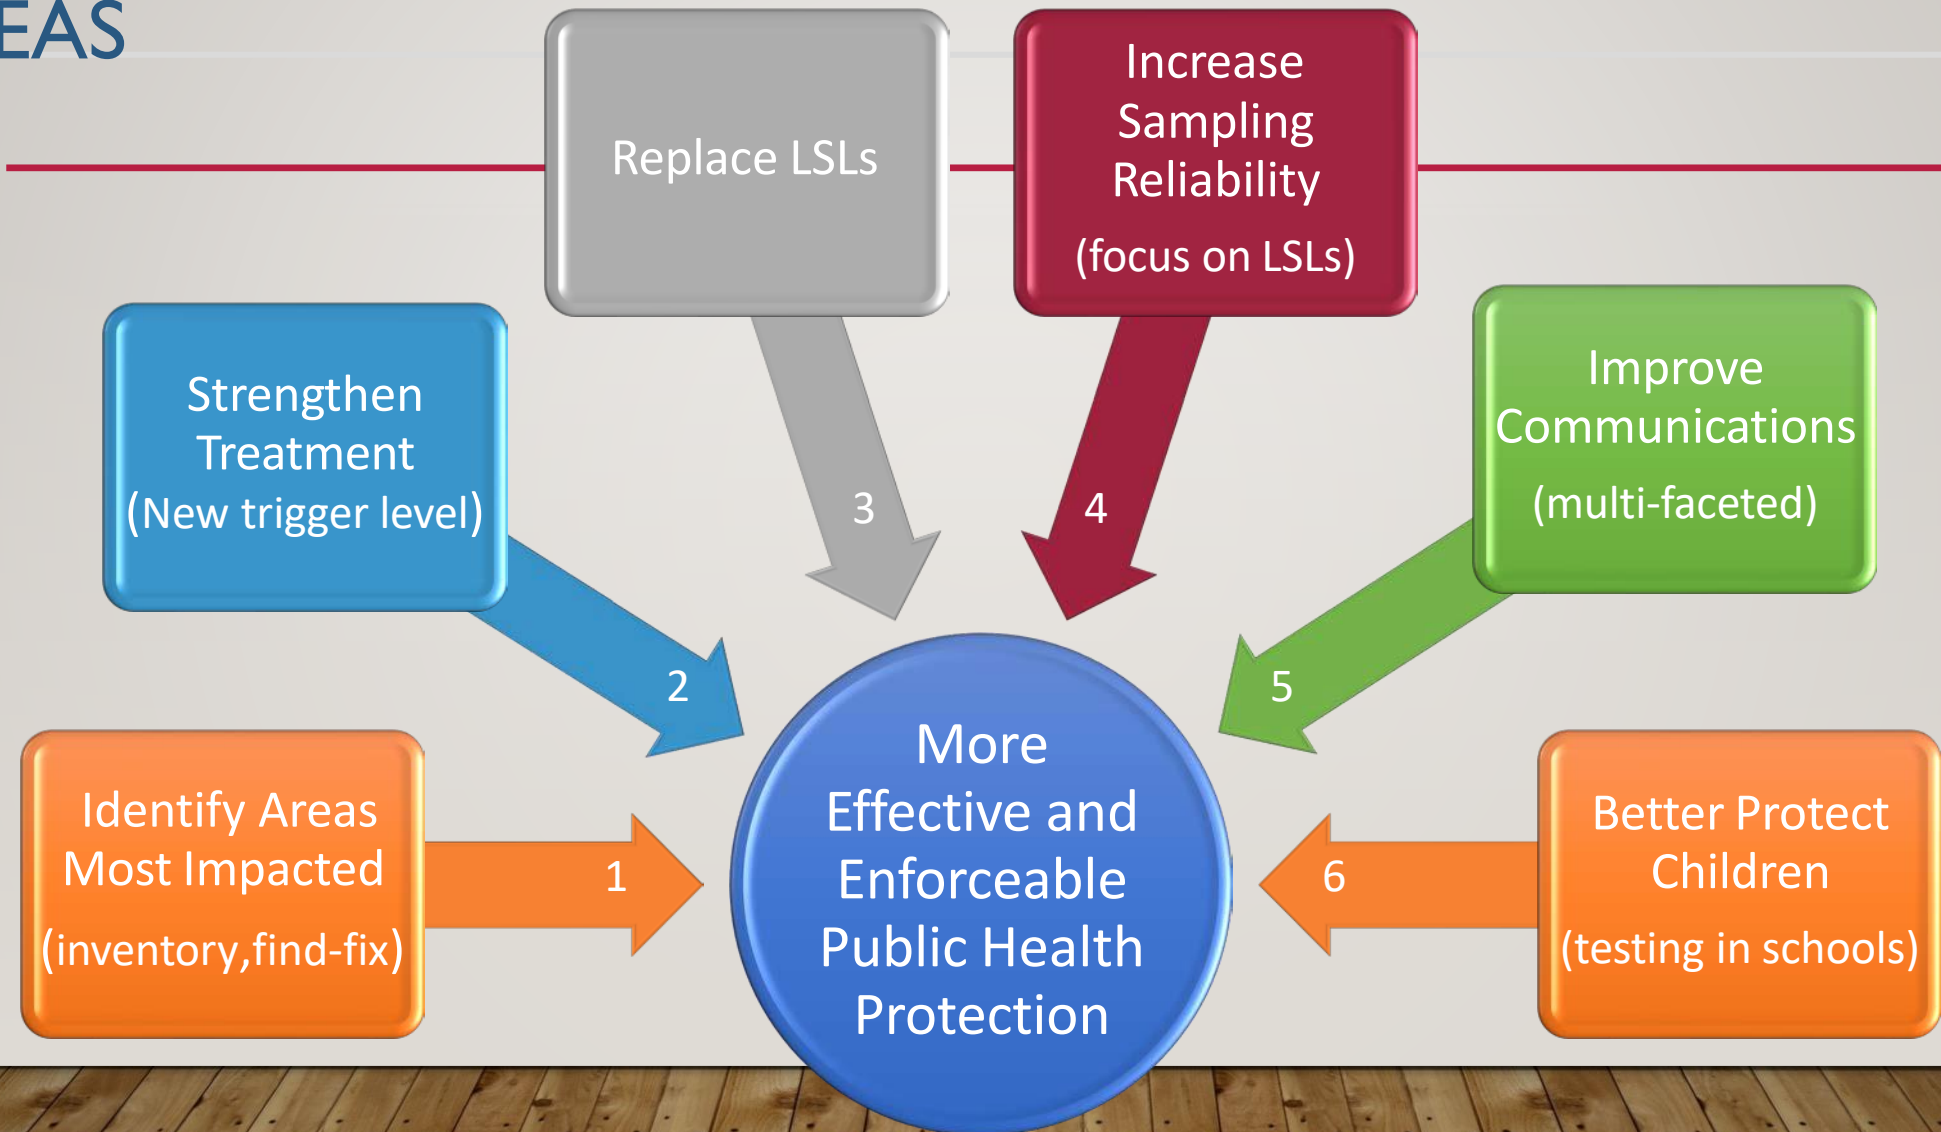 EAS
Identify Areas
Most Impacted
(inventory,find-fix)
1
Strengthen
Treatment
(New trigger level)
2
Replace LSLs
3
Increase
Sampling
Reliability
(focus on LSLs)
4
Improve
Communications
(multi-faceted)
5
Better Protect
Children
(testing in schools)
6
More
Effective and
Enforceable
Public Health
Protection